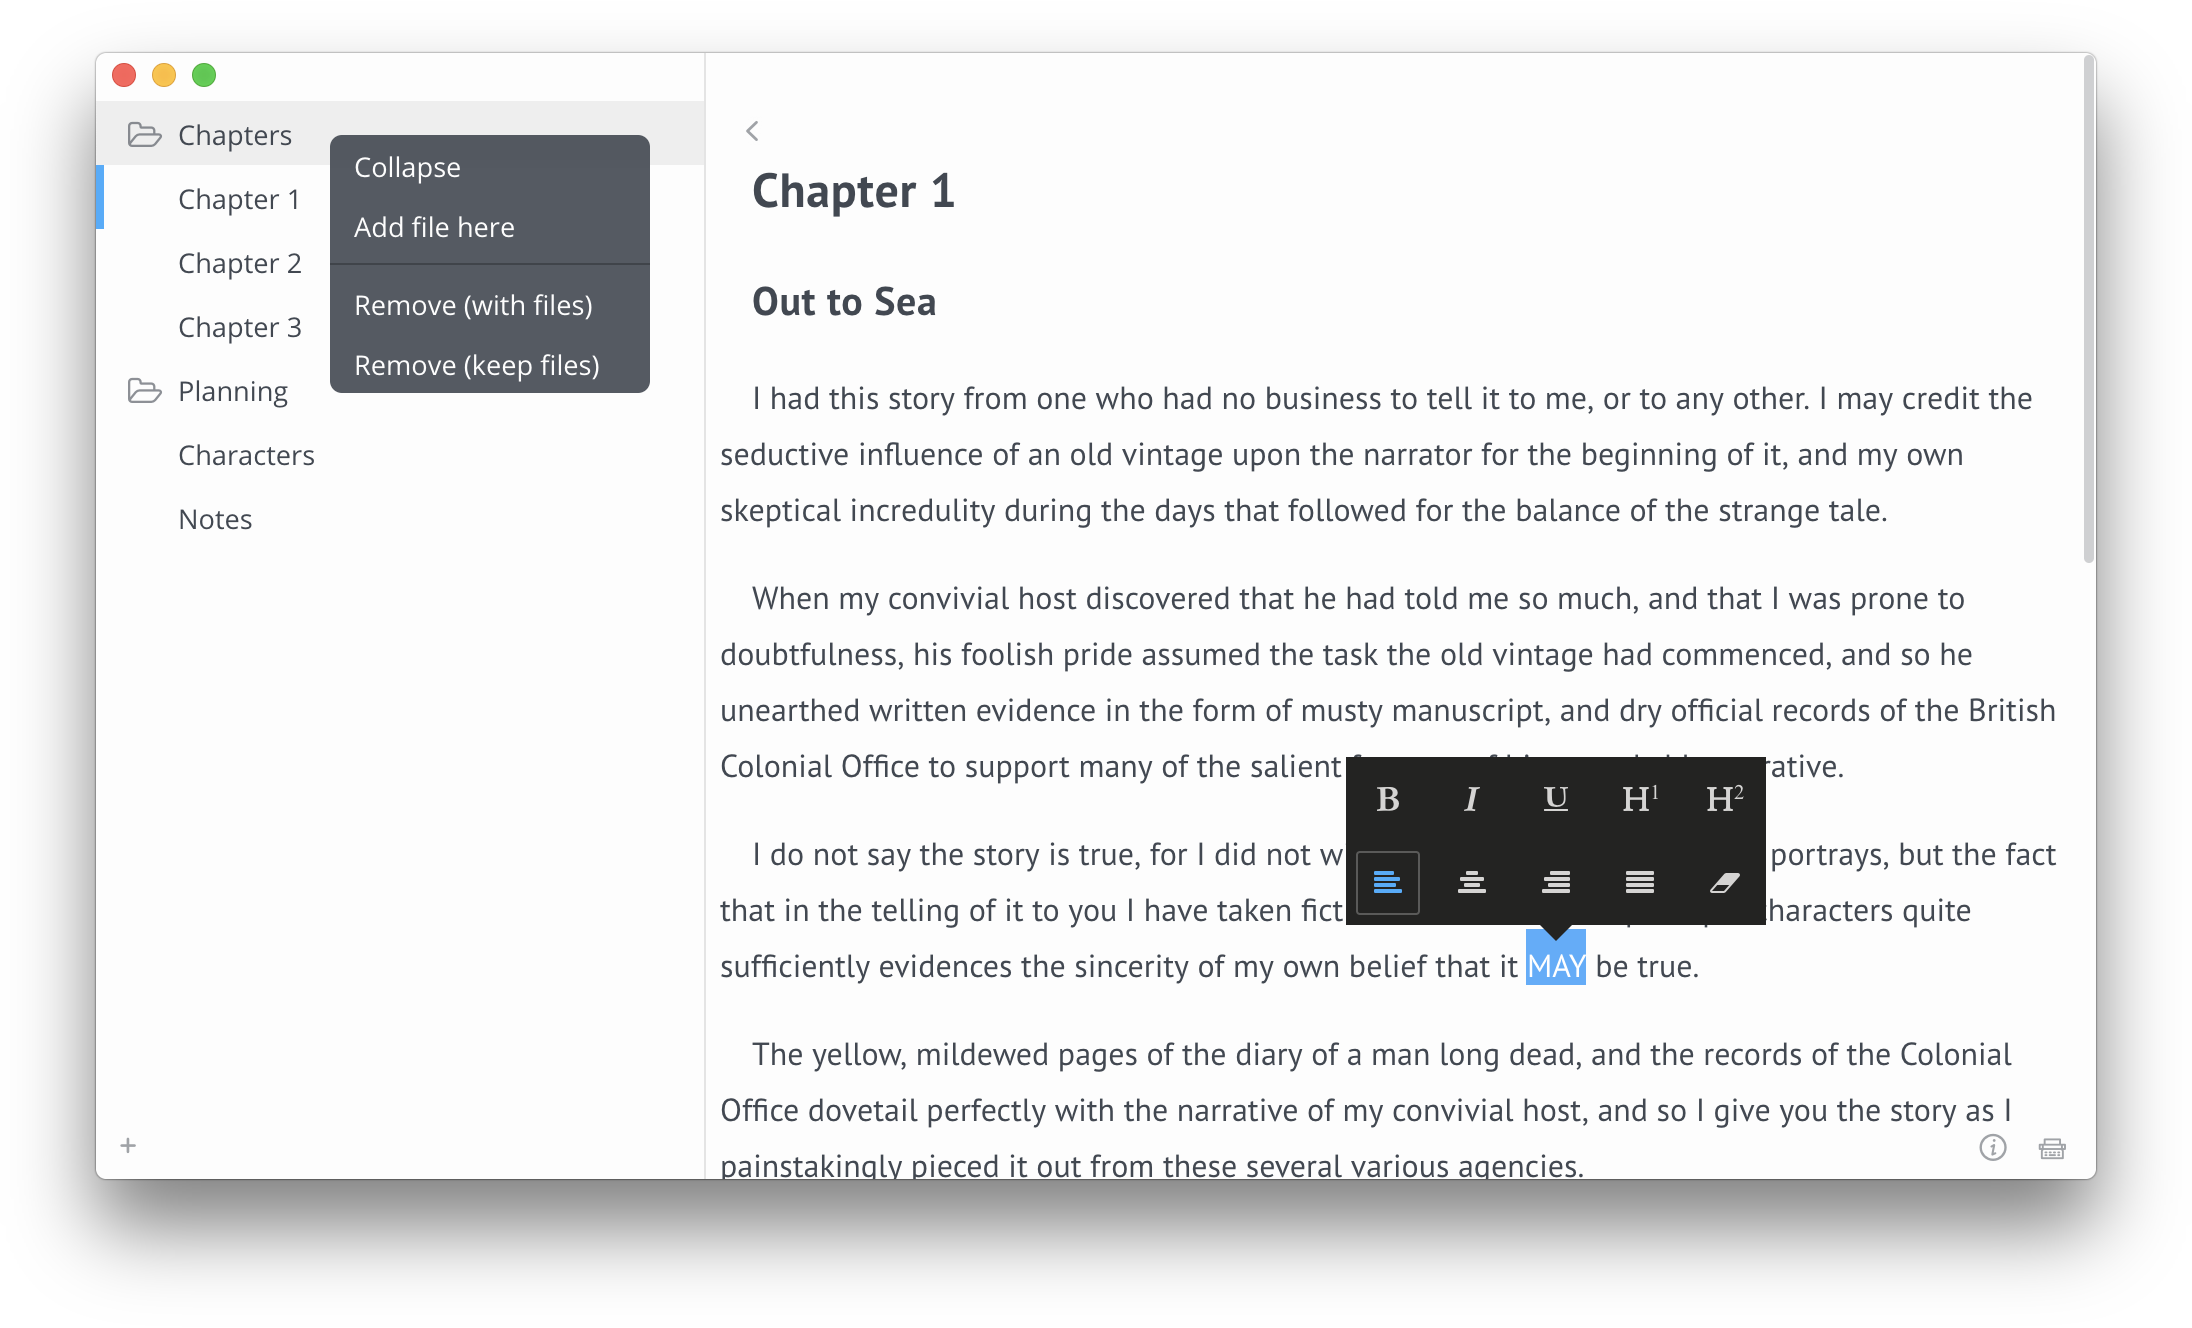 Chapters
Chapter 1
Chapter 2
Chapter 3
Planning
Characters
Notes
Collapse
Add file here
Remove (with files)
Remove (keep files)
Chapter 1
Out to Sea
I had this story from one who had no business to tell it to me, or to any other. I may credit the
seductive influence of an old vintage upon the narrator for the beginning of it, and my own
skeptical incredulity during the days that followed for the balance of the strange tale.
When my convivial host discovered that he had told me so much, and that I was prone to
doubtfulness, his foolish pride assumed the task the old vintage had commenced, and so he
unearthed written evidence in the form of musty manuscript, and dry official records of the British
Colonial Office to support many of the salient
I do not say the story is true, for I did not portrays, but the fact
that in the telling of it to you I have taken quite
sufficiently evidences the sincerity of my own belief that it MAY be true.
The yellow, mildewed pages of the diary of a man long dead, and the records of the Colonial
Office dovetail perfectly with the narrative of my convivial host, and so I give you the story as I
painstakingly pieced it out from these several various agencies.
B I U H1 H2